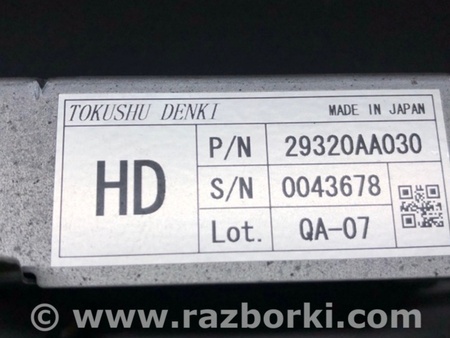 TOKUSHU DENKI MADE IN JAPAN
HD
P/N 29320AA030
S/N 0043678
Lot. QA-07
© www.razborki.com